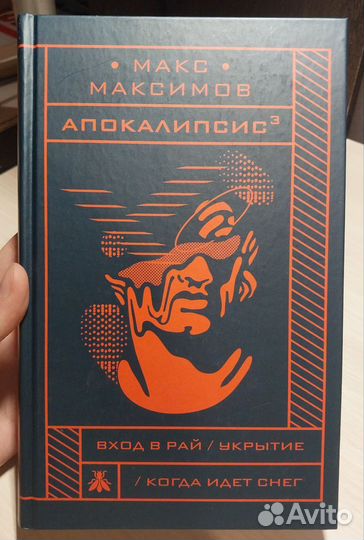 • МАКС •
МАКСИМОВ
АПОКАЛИПСИС³
ВХОД В РАЙ / УКРЫТИЕ
/ КОГДА ИДЕТ СНЕГ
Avito